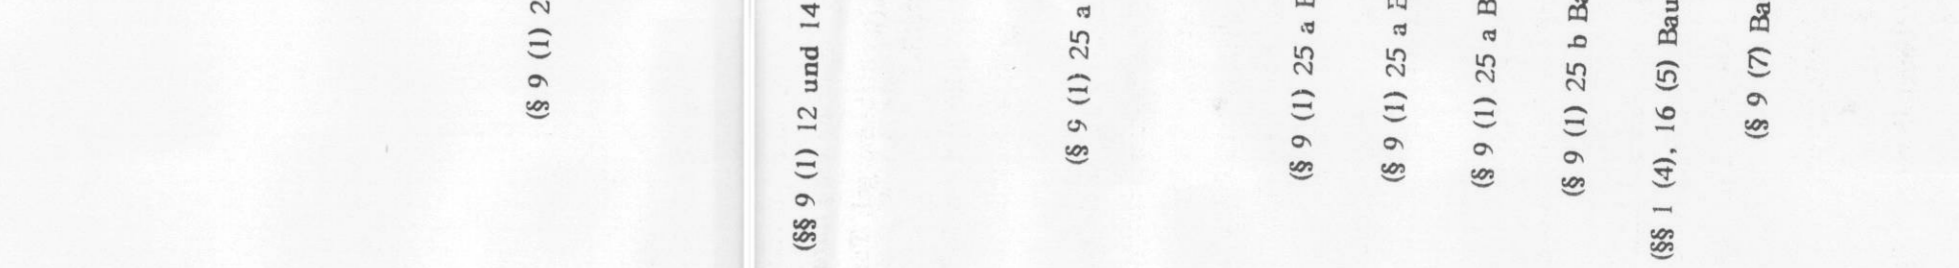 (§ 9 (1) 2
(§§ 9 (1) 12 und 14
(§ 9 (1) 25 a
(§ 9 (1) 25 a
(§ 9 (1) 25 a
(§ 9 (1) 25 a B
(§ 9 (1) 25 b Ba
(§§ 1 (4), 16 (5) Bau
(§ 9 (7) Ba